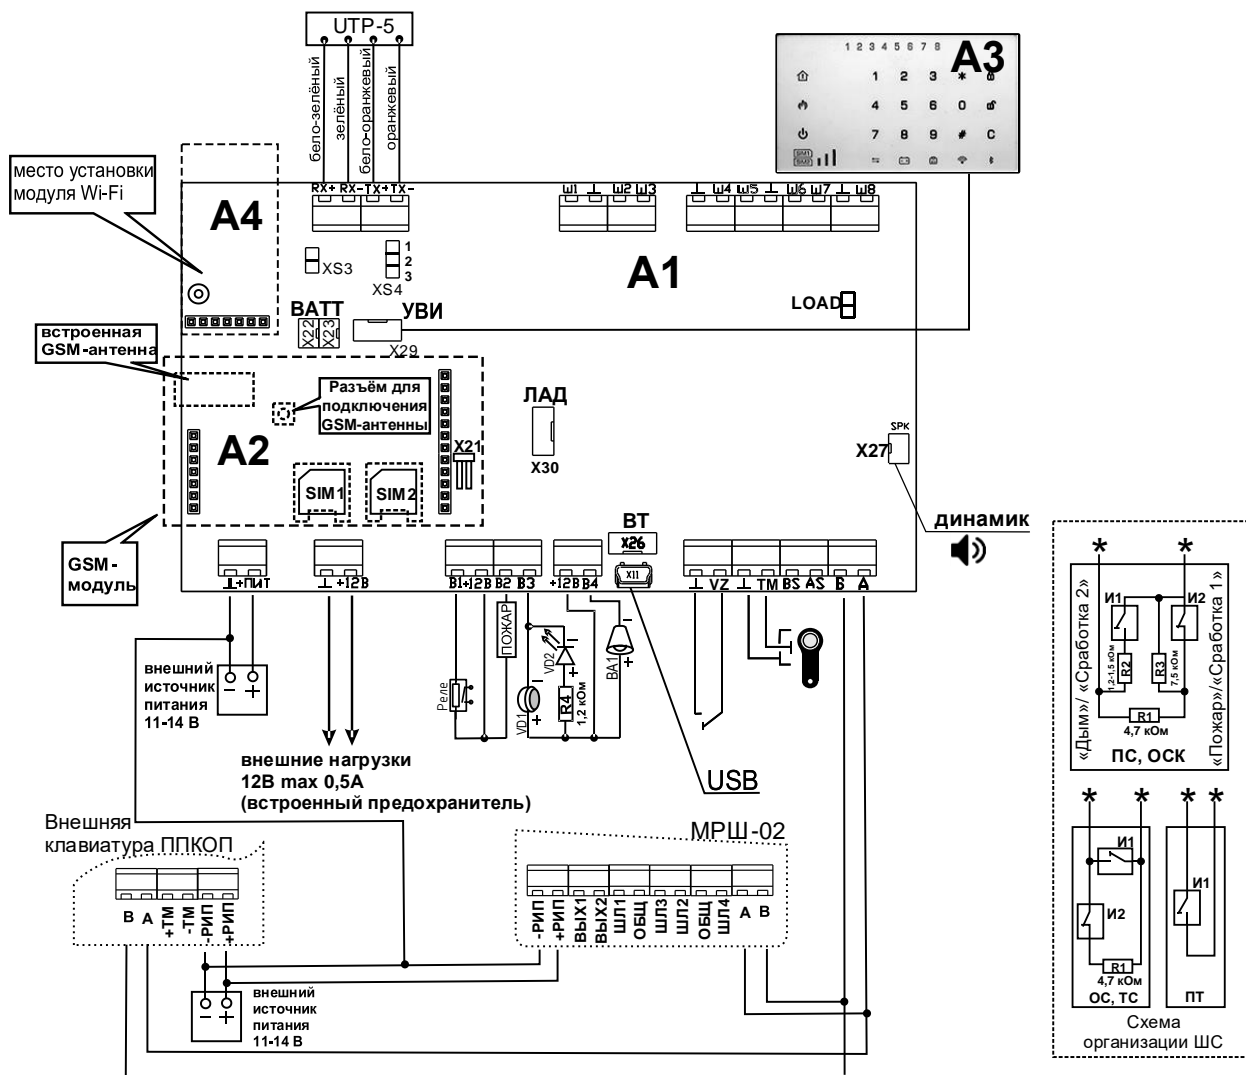 UTP-5
бело-зелёный
зелёный
бело-оранжевый
оранжевый
1 2 3 4 5 6 7 8
A3
1 2 3 *
4 5 6 0
7 8 9 # C
SIM1
SIM2
место установки
модуля Wi-Fi
RX+ RX- TX+ TX-
Ш1 ⊥ Ш2 Ш3
⊥ Ш4 Ш5 ⊥ Ш6 Ш7 ⊥ Ш8
A4
XS3
1
2
3
XS4
A1
LOAD
BATT
X22
X23
УВИ
X29
встроенная
GSM-антенна
Разъём для
подключения
GSM-антенны
A2
X21
SIM1
SIM2
ЛАД
X30
SPK
X27
динамик
GSM-
модуль
BT
X26
X11
⊥ +ПИТ
⊥ +12В
В1 +12В В2 В3
+12В В4
⊥ VZ ⊥ TM BS AS B A
внешний
источник
питания
11-14 В
- +
Реле
ПОЖАР
VD1
+
-
VD2
+
R4
1,2 кОм
BA1
-
+
внешние нагрузки
12В max 0,5А
(встроенный предохранитель)
USB
Внешняя
клавиатура ППКОП
B
A
+ТМ
-ТМ
-РИП
+РИП
- +
внешний
источник
питания
11-14 В
МРШ-02
-РИП
+РИП
ВЫХ1
ВЫХ2
ШЛ1
ОБЩ
ШЛ3
ШЛ2
ОБЩ
ШЛ4
A
B
* *
«Дым»/ «Сработка 2»
И1
И2
R2
1,2-1,5 кОм
R3
7,5 кОм
R1
4,7 кОм
ПС, ОСК
«Пожар»/«Сработка 1»
* *
И1
И2
R1
4,7 кОм
ОС, ТС
* *
И1
ПТ
Схема
организации ШС